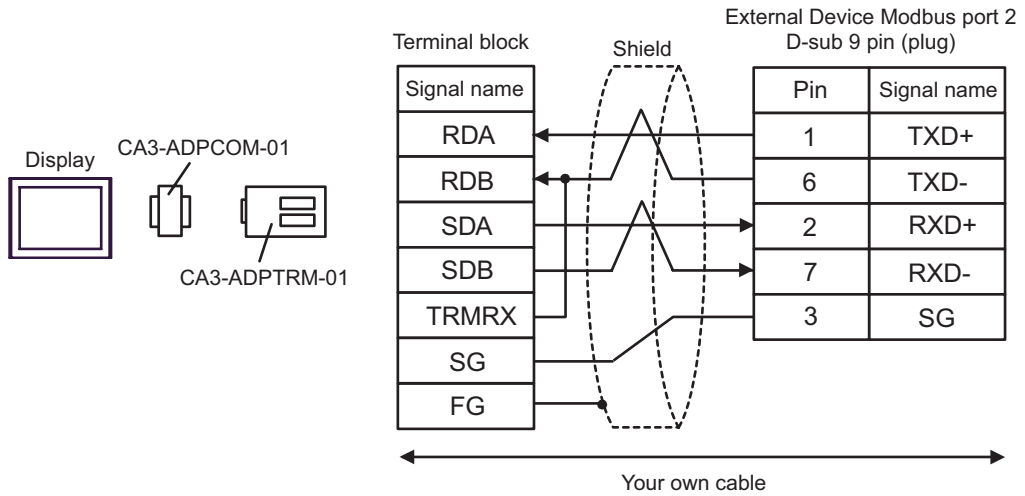 External Device Modbus port 2
D-sub 9 pin (plug)
Terminal block
Shield
Signal name
RDA
RDB
SDA
SDB
TRMRX
SG
FG
Pin Signal name
1 TXD+
6 TXD-
2 RXD+
7 RXD-
3 SG
Display
CA3-ADPCOM-01
CA3-ADPTRM-01
Your own cable